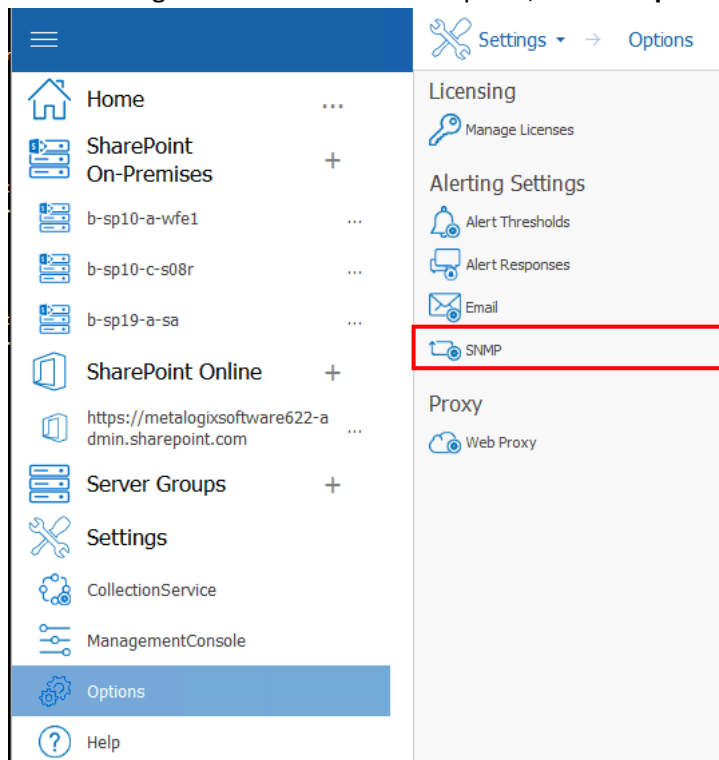 Settings → Options
Home ...
SharePoint
On-Premises +
b-sp10-a-wfe1 ...
b-sp10-c-s08r ...
b-sp19-a-sa ...
SharePoint Online +
https://metalogixsoftware622-a
dmin.sharepoint.com ...
Server Groups +
Settings
CollectionService
ManagementConsole
Options
Help
Licensing
Manage Licenses
Alerting Settings
Alert Thresholds
Alert Responses
Email
SNMP
Proxy
Web Proxy